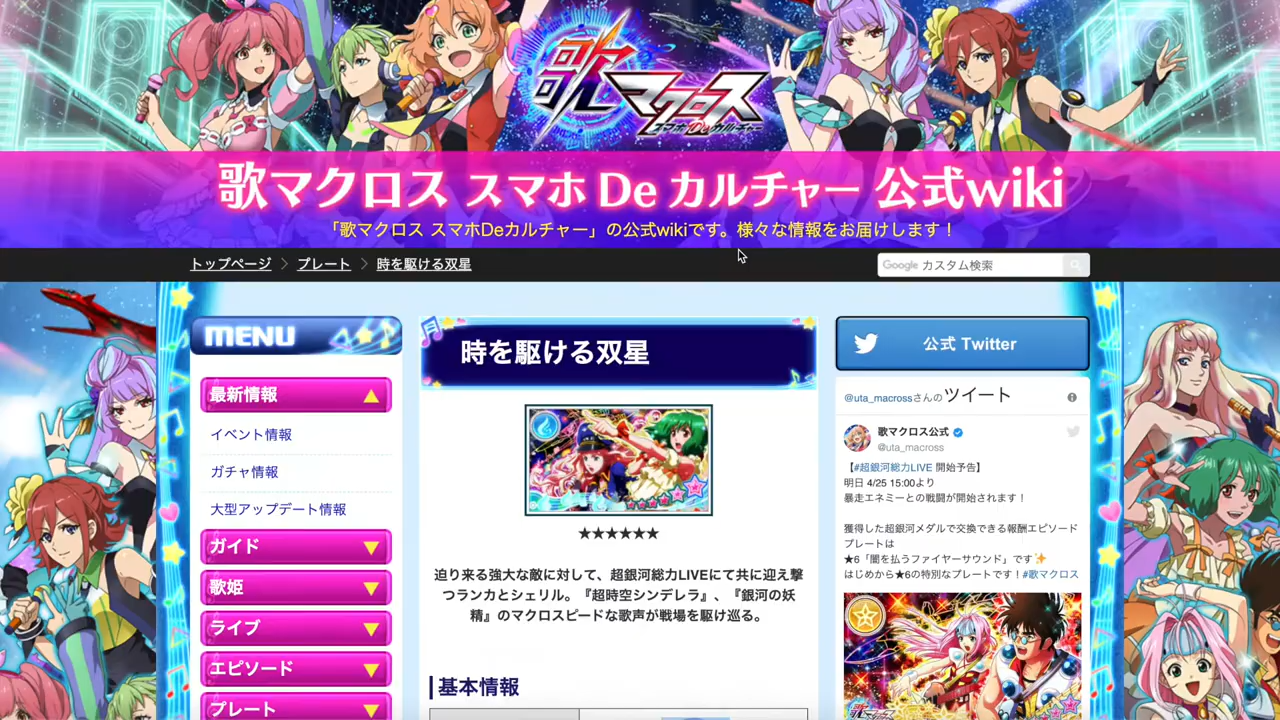 歌マクロス
スマホDeカルチャー
歌マクロス スマホ De カルチャー 公式wiki
「歌マクロス スマホDeカルチャー」の公式wikiです。様々な情報をお届けします！
トップページ > プレート > 時を駆ける双星
Google カスタム検索
MENU
最新情報 ▲
イベント情報
ガチャ情報
大型アップデート情報
ガイド ▼
歌姫 ▼
ライブ ▼
エピソード ▼
プレート ▼
時を駆ける双星
★★★★★★
迫り来る強大な敵に対して、超銀河総力LIVEにて共に迎え撃
つランカとシェリル。『超時空シンデレラ』、『銀河の妖
精』のマクロスピードな歌声が戦場を駆け巡る。
基本情報
公式 Twitter
@uta_macrossさんのツイート
歌マクロス公式
@uta_macross
【#超銀河総力LIVE 開始予告】
明日 4/25 15:00より
暴走エネミーとの戦闘が開始されます！
獲得した超銀河メダルで交換できる報酬エピソード
プレートは
★6「闇を払うファイヤーサウンド」です✨
はじめから★6の特別なプレートです！#歌マクロス
歌マクロス